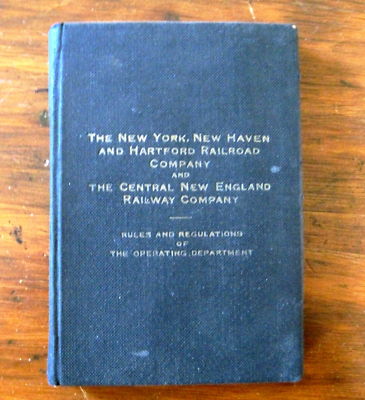 THE NEW YORK, NEW HAVEN
AND HARTFORD RAILROAD
COMPANY
AND
THE CENTRAL NEW ENGLAND
RAILWAY COMPANY
RULES AND REGULATIONS
OF
THE OPERATING DEPARTMENT